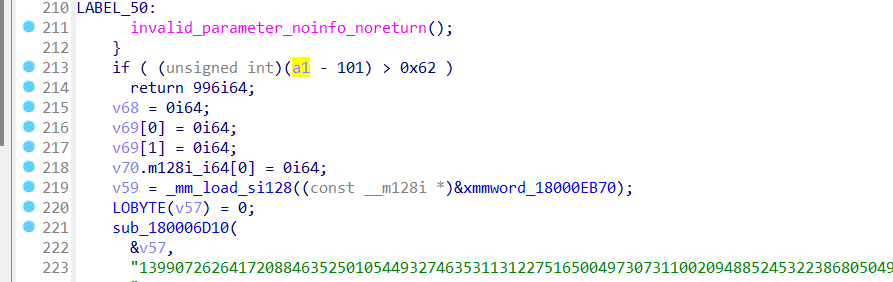 210 LABEL_50:
211 invalid_parameter_noinfo_noreturn();
212 }
213 if ( (unsigned int)(a1 - 101) > 0x62 )
214 return 996i64;
215 v68 = 0i64;
216 v69[0] = 0i64;
217 v69[1] = 0i64;
218 v70.m128i_i64[0] = 0i64;
219 v59 = _mm_load_si128((const __m128i *)&xmmword_18000EB70);
220 LOBYTE(v57) = 0;
221 sub_180006D10(
222 &v57,
223 "139907262641720884635250105449327463531131227516500497307311002094885245322386805049